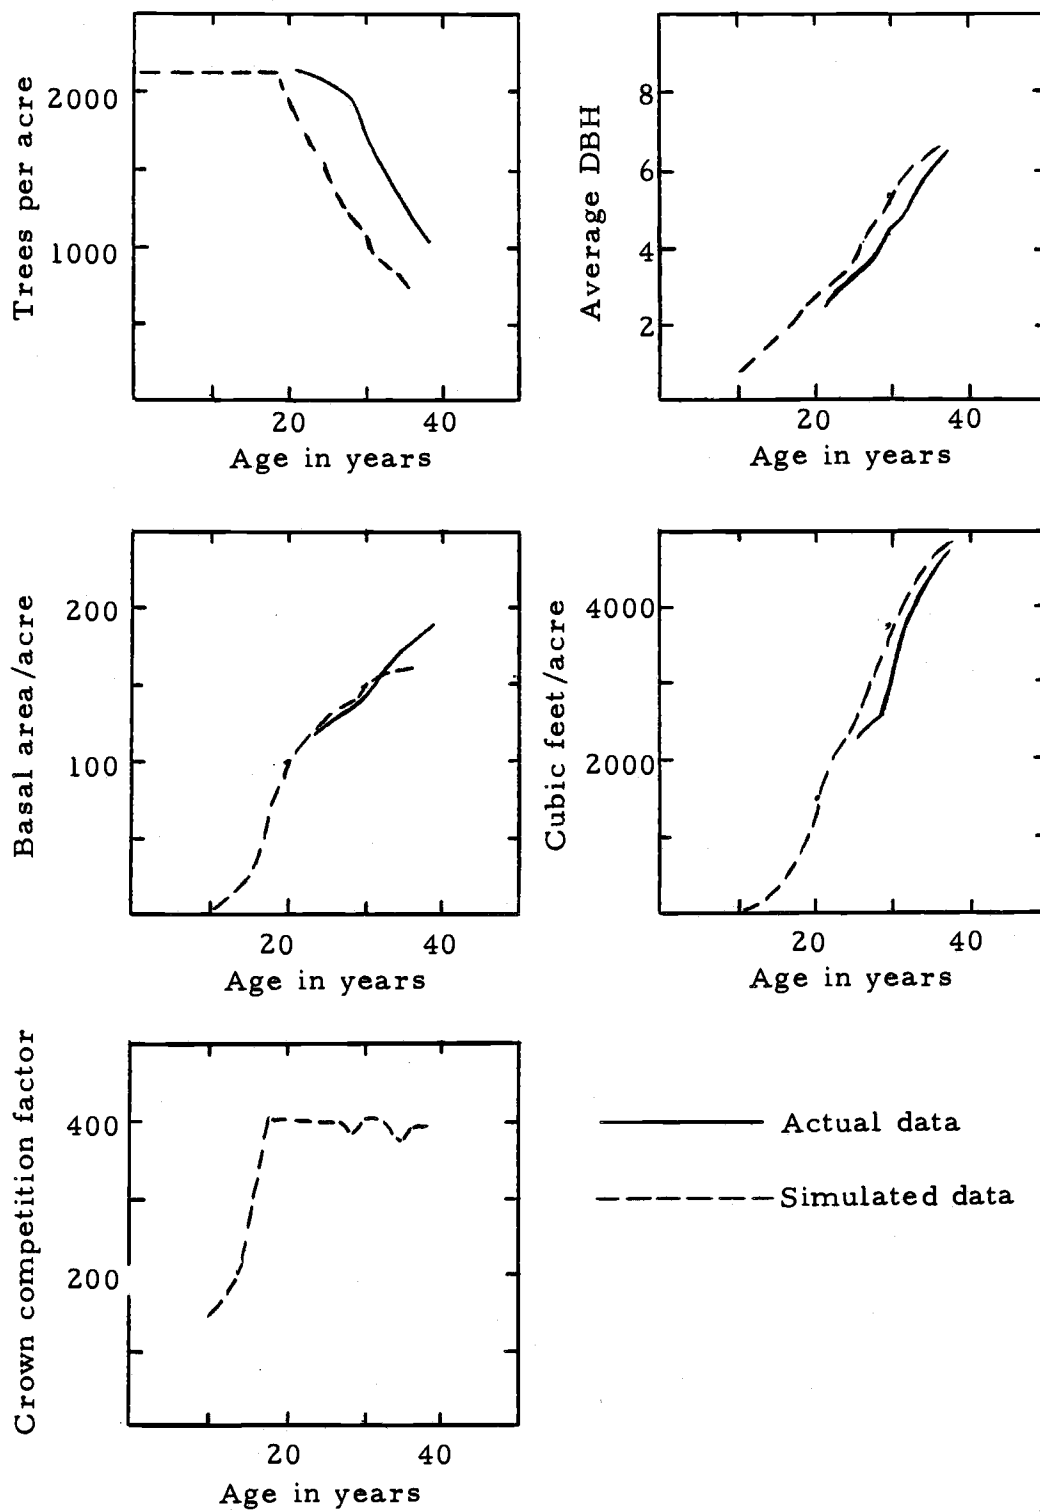 Trees per acre
2000
1000
20
40
Age in years
Average DBH
8
6
4
2
20
40
Age in years
Basal area/acre
200
100
20
40
Age in years
Cubic feet/acre
4000
2000
20
40
Age in years
Crown competition factor
400
200
20
40
Age in years
Actual data
Simulated data